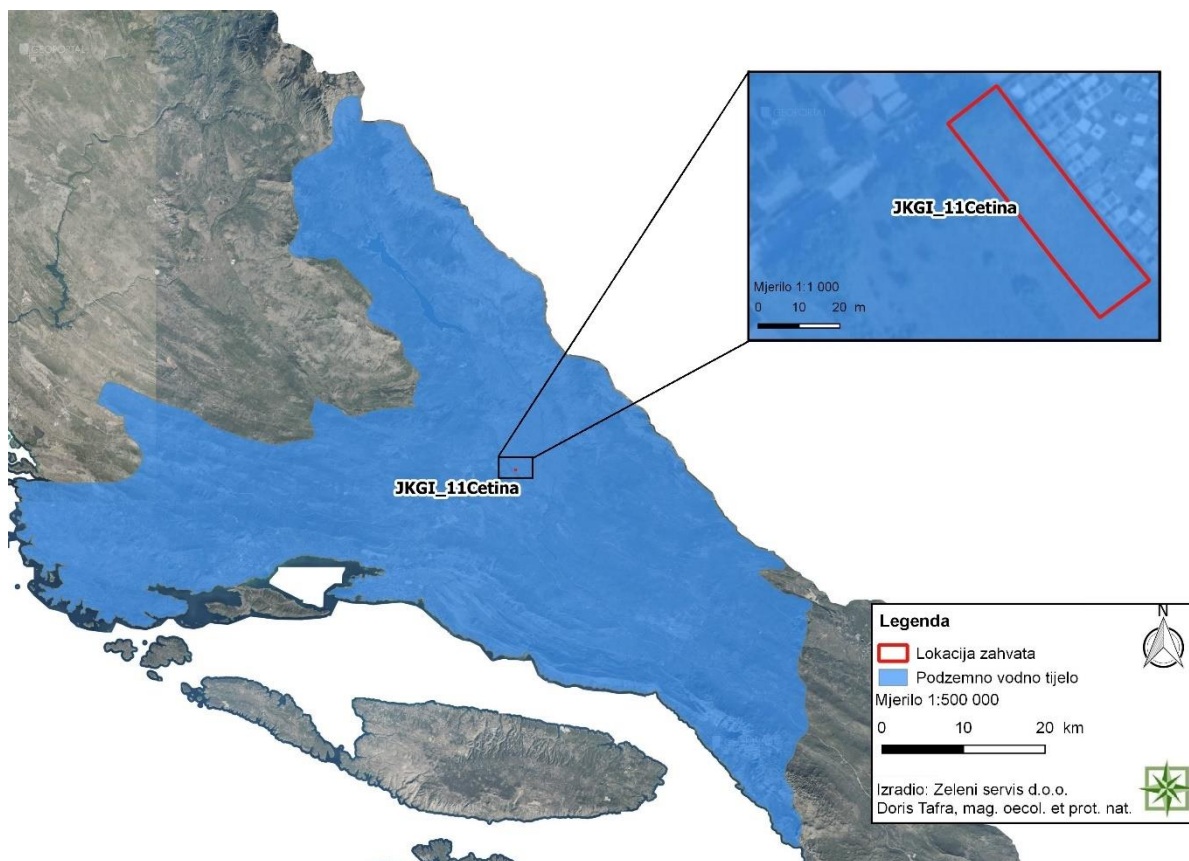 GEOPORTAL
JKGI_11Cetina
Mjerilo 1:1 000
0 10 20 m
JKGI_11Cetina
Legenda
N
Lokacija zahvata
Podzemno vodno tijelo
Mjerilo 1:500 000
0 10 20 km
Izradio: Zeleni servis d.o.o.
Doris Tafra, mag. oecol. et prot. nat.